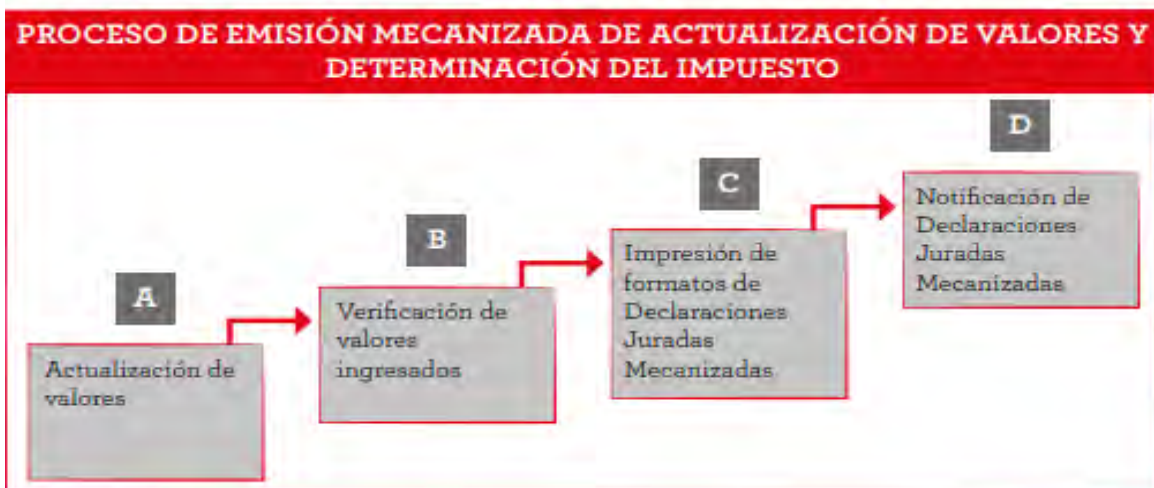 PROCESO DE EMISIÓN MECANIZADA DE ACTUALIZACIÓN DE VALORES Y
DETERMINACIÓN DEL IMPUESTO
A
Actualización de
valores
B
Verificación de
valores
ingresados
C
Impresión de
formatos de
Declaraciones
Juradas
Mecanizadas
D
Notificación de
Declaraciones
Juradas
Mecanizadas